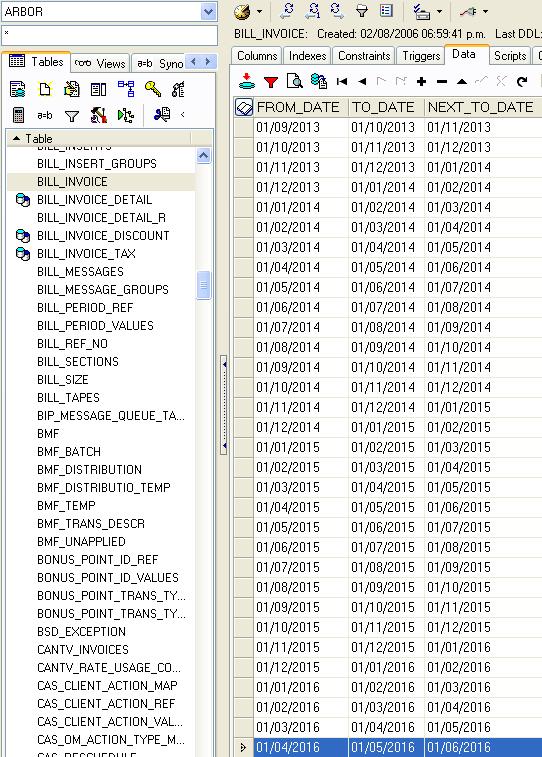 ARBOR
*
Tables Views a=b Syno
a=b
Table
BILL_INSERTS
BILL_INSERT_GROUPS
BILL_INVOICE
BILL_INVOICE_DETAIL
BILL_INVOICE_DETAIL_R
BILL_INVOICE_DISCOUNT
BILL_INVOICE_TAX
BILL_MESSAGES
BILL_MESSAGE_GROUPS
BILL_PERIOD_REF
BILL_PERIOD_VALUES
BILL_REF_NO
BILL_SECTIONS
BILL_SIZE
BILL_TAPES
BIP_MESSAGE_QUEUE_TA...
BMF
BMF_BATCH
BMF_DISTRIBUTION
BMF_DISTRIBUTIO_TEMP
BMF_TEMP
BMF_TRANS_DESCR
BMF_UNAPPLIED
BONUS_POINT_ID_REF
BONUS_POINT_ID_VALUES
BONUS_POINT_TRANS_TY...
BONUS_POINT_TRANS_TY...
BSD_EXCEPTION
CANTV_INVOICES
CANTV_RATE_USAGE_CO...
CAS_CLIENT_ACTION_MAP
CAS_CLIENT_ACTION_REF
CAS_CLIENT_ACTION_VAL...
CAS_OM_ACTION_TYPE_M...
CAS_RESCHEDULE
BILL_INVOICE: Created: 02/08/2006 06:59:41 p.m. Last DDL:
Columns Indexes Constraints Triggers Data Scripts
FROM_DATE TO_DATE NEXT_TO_DATE
01/09/2013 01/10/2013 01/11/2013
01/10/2013 01/11/2013 01/12/2013
01/11/2013 01/12/2013 01/01/2014
01/12/2013 01/01/2014 01/02/2014
01/01/2014 01/02/2014 01/03/2014
01/02/2014 01/03/2014 01/04/2014
01/03/2014 01/04/2014 01/05/2014
01/04/2014 01/05/2014 01/06/2014
01/05/2014 01/06/2014 01/07/2014
01/06/2014 01/07/2014 01/08/2014
01/07/2014 01/08/2014 01/09/2014
01/08/2014 01/09/2014 01/10/2014
01/09/2014 01/10/2014 01/11/2014
01/10/2014 01/11/2014 01/12/2014
01/11/2014 01/12/2014 01/01/2015
01/12/2014 01/01/2015 01/02/2015
01/01/2015 01/02/2015 01/03/2015
01/02/2015 01/03/2015 01/04/2015
01/03/2015 01/04/2015 01/05/2015
01/04/2015 01/05/2015 01/06/2015
01/05/2015 01/06/2015 01/07/2015
01/06/2015 01/07/2015 01/08/2015
01/07/2015 01/08/2015 01/09/2015
01/08/2015 01/09/2015 01/10/2015
01/09/2015 01/10/2015 01/11/2015
01/10/2015 01/11/2015 01/12/2015
01/11/2015 01/12/2015 01/01/2016
01/12/2015 01/01/2016 01/02/2016
01/01/2016 01/02/2016 01/03/2016
01/02/2016 01/03/2016 01/04/2016
01/03/2016 01/04/2016 01/05/2016
01/04/2016 01/05/2016 01/06/2016